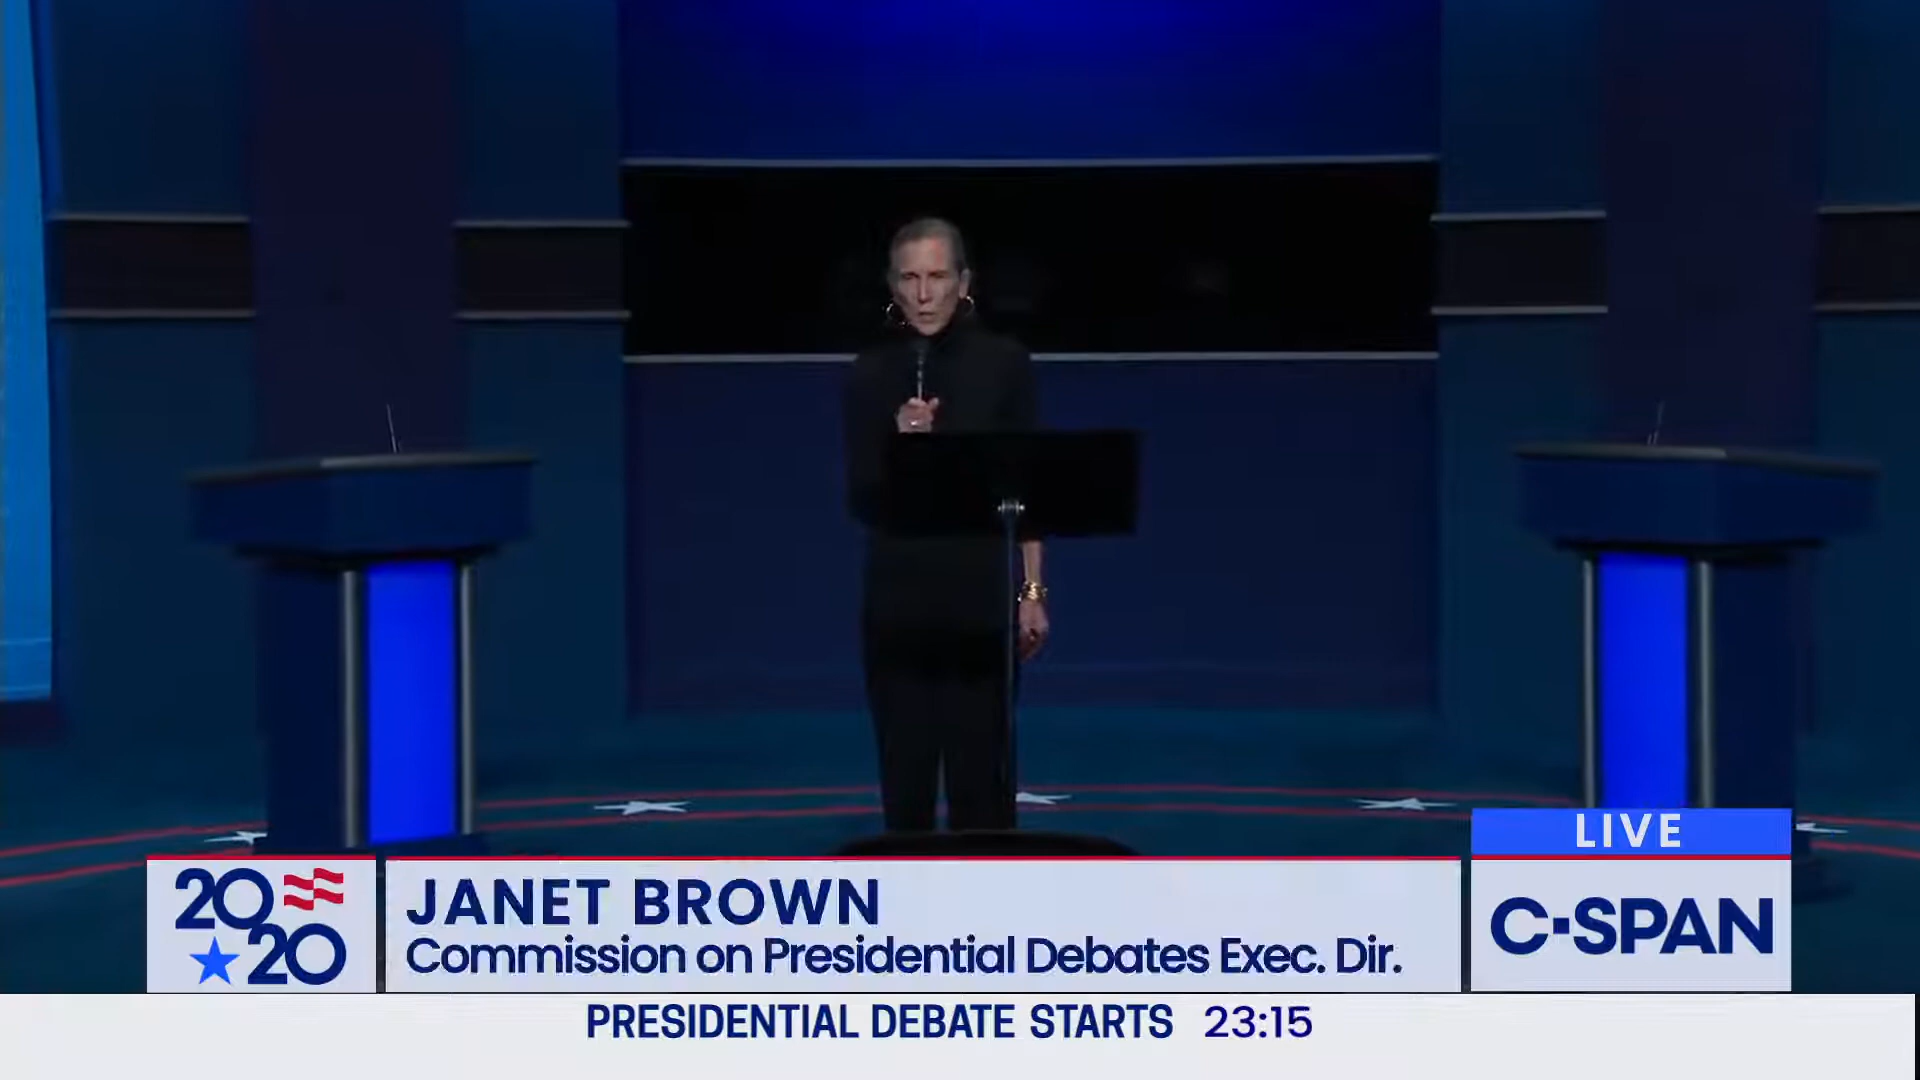 LIVE
2020
JANET BROWN
Commission on Presidential Debates Exec. Dir.
C·SPAN
PRESIDENTIAL DEBATE STARTS 23:15